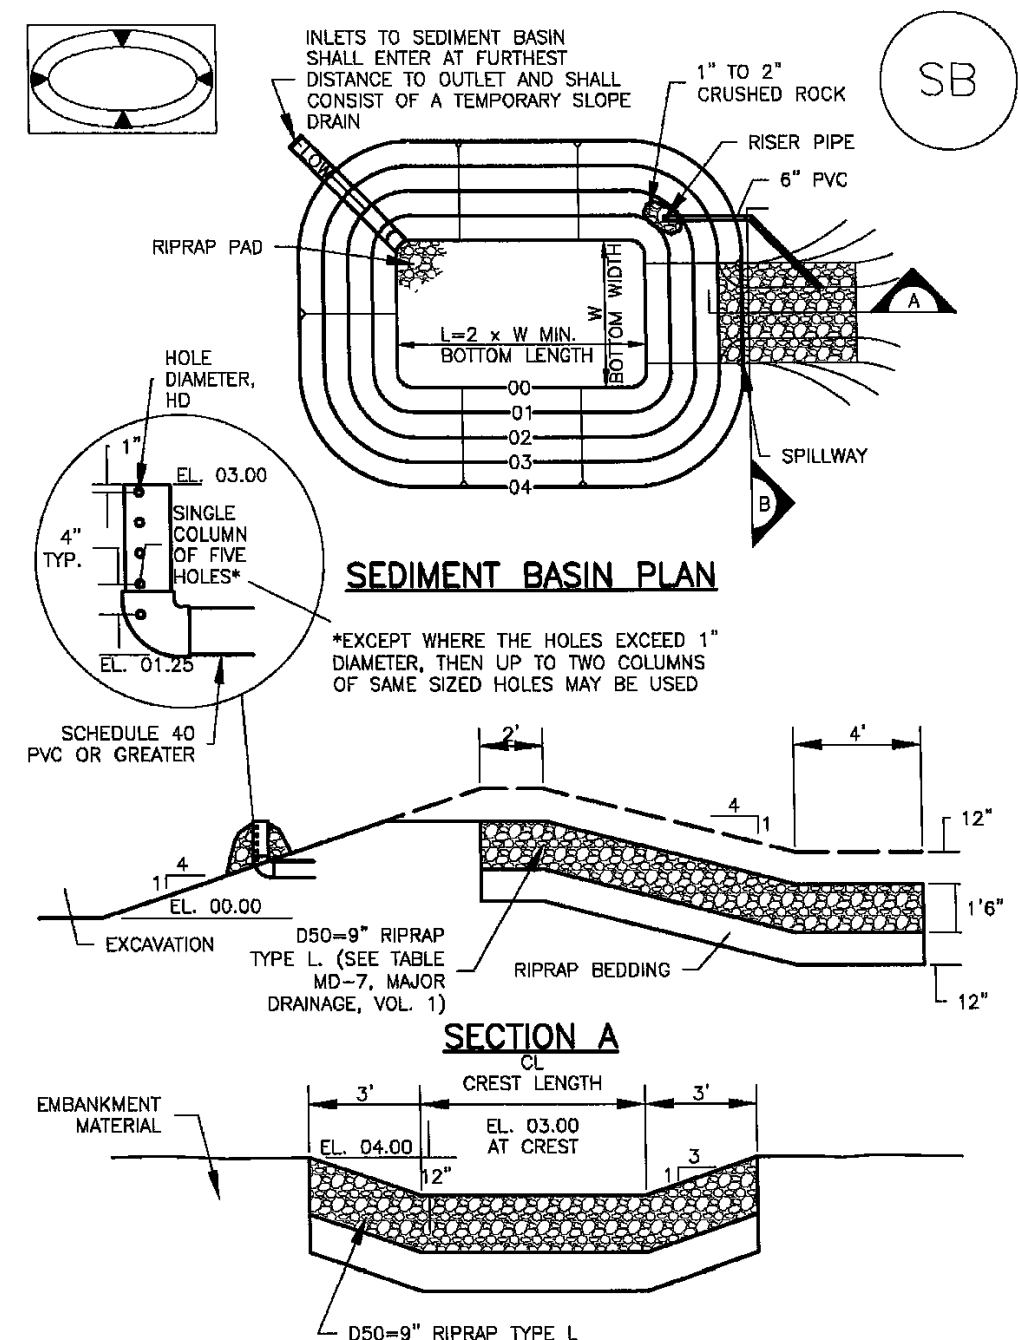 INLETS TO SEDIMENT BASIN
SHALL ENTER AT FURTHEST
DISTANCE TO OUTLET AND SHALL
CONSIST OF A TEMPORARY SLOPE
DRAIN
1" TO 2"
CRUSHED ROCK
SB
RISER PIPE
6" PVC
FLOW
RIPRAP PAD
A
W
BOTTOM WIDTH
L=2 x W MIN.
BOTTOM LENGTH
00
01
02
03
04
SPILLWAY
B
HOLE
DIAMETER,
HD
1"
EL. 03.00
4"
TYP.
SINGLE
COLUMN
OF FIVE
HOLES*
EL. 01.25
SEDIMENT BASIN PLAN
*EXCEPT WHERE THE HOLES EXCEED 1"
DIAMETER, THEN UP TO TWO COLUMNS
OF SAME SIZED HOLES MAY BE USED
SCHEDULE 40
PVC OR GREATER
2'
4'
4
1
12"
4
1
EL. 00.00
1'6"
EXCAVATION
D50=9" RIPRAP
TYPE L. (SEE TABLE
MD-7, MAJOR
DRAINAGE, VOL. 1)
RIPRAP BEDDING
12"
SECTION A
CL
CREST LENGTH
3'
3'
EMBANKMENT
MATERIAL
EL. 03.00
AT CREST
EL. 04.00
12"
3
1
D50=9" RIPRAP TYPE L